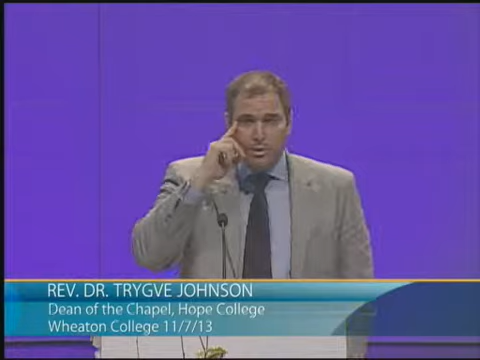 REV. DR. TRYGVE JOHNSON
Dean of the Chapel, Hope College
Wheaton College 11/7/13